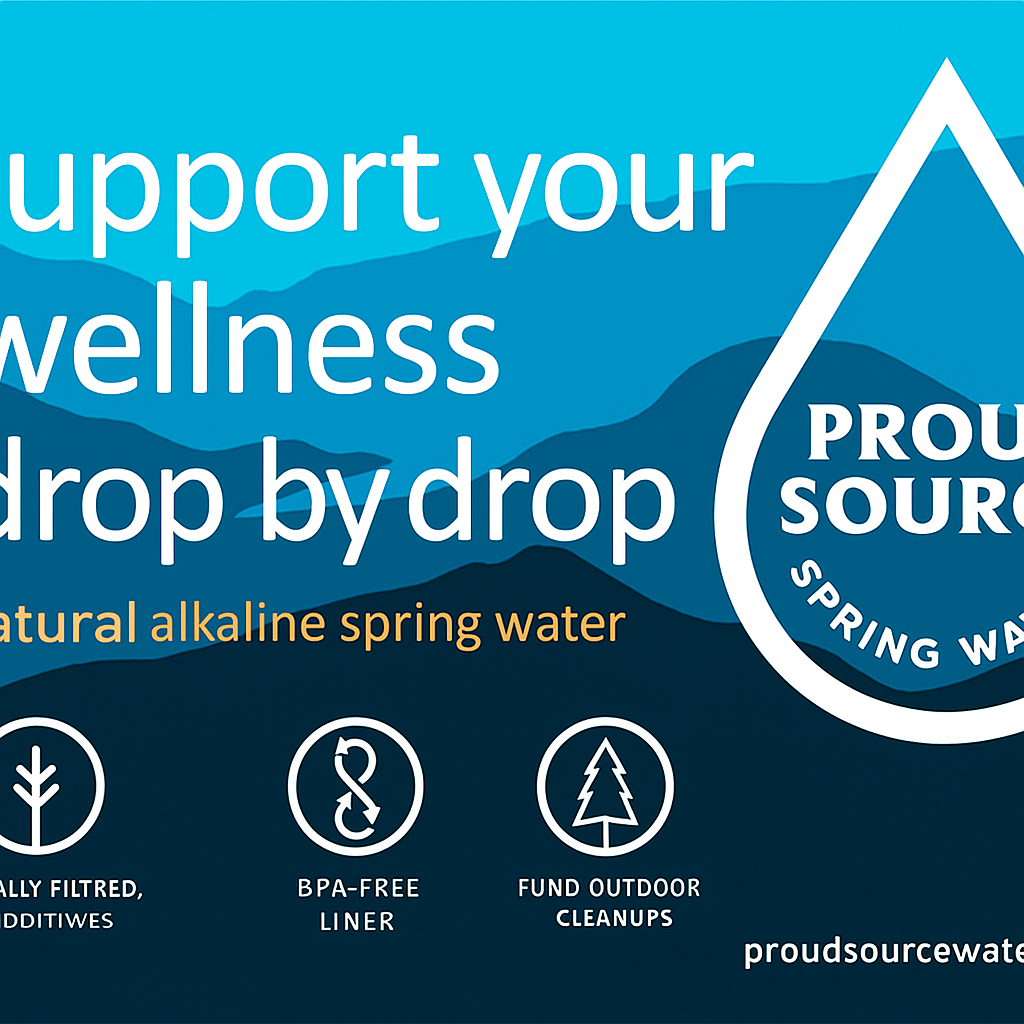 upport your
wellness
drop by drop
atural alkaline spring water
PROU
SOURC
SPRING WA
ALLY FILTRED,
DDITIWES
BPA-FREE
LINER
FUND OUTDOOR
CLEANUPS
proudsourcewate